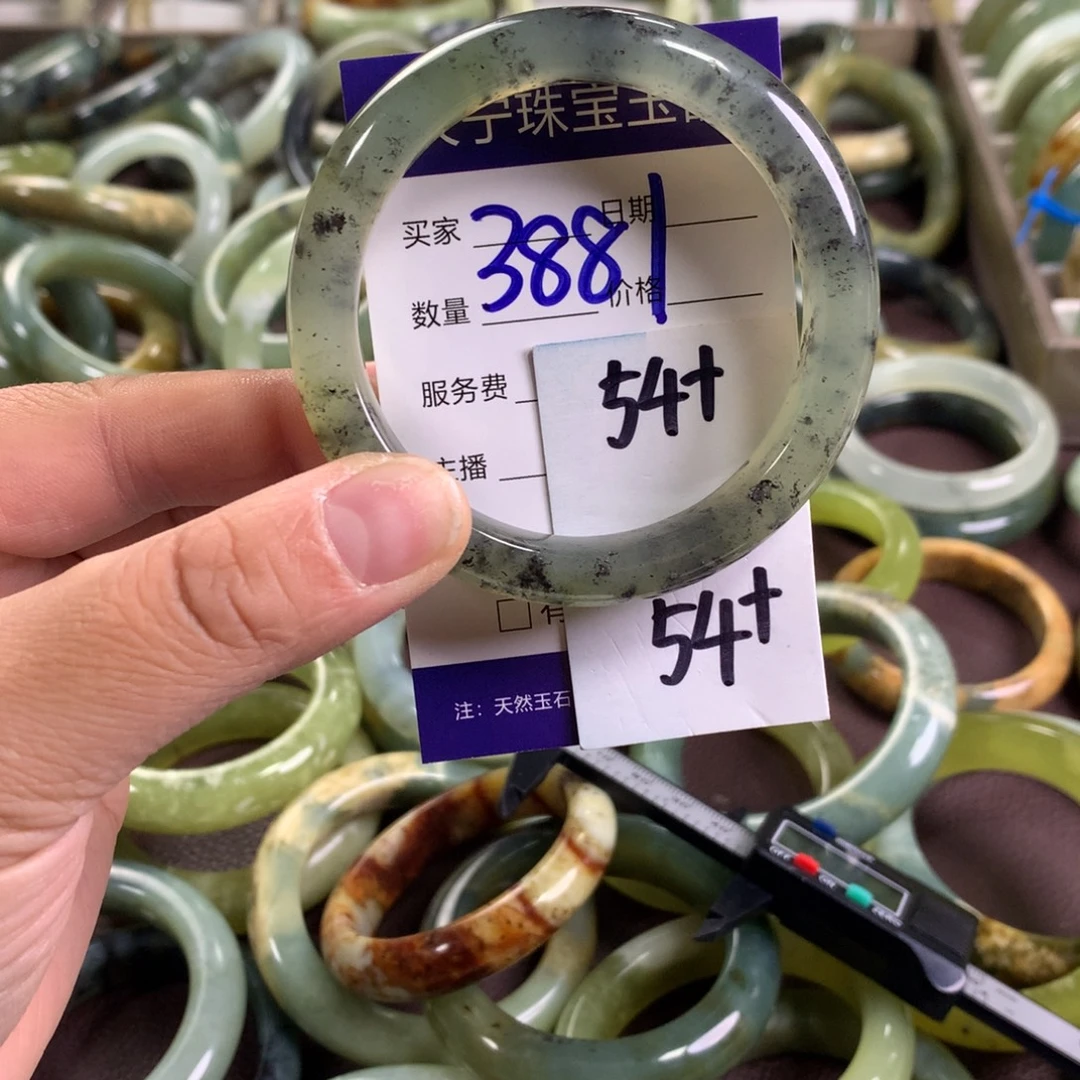 宁珠宝玉
买家 日期
3881
数量 价格
服务费
54+
主播
54+
注：天然玉石